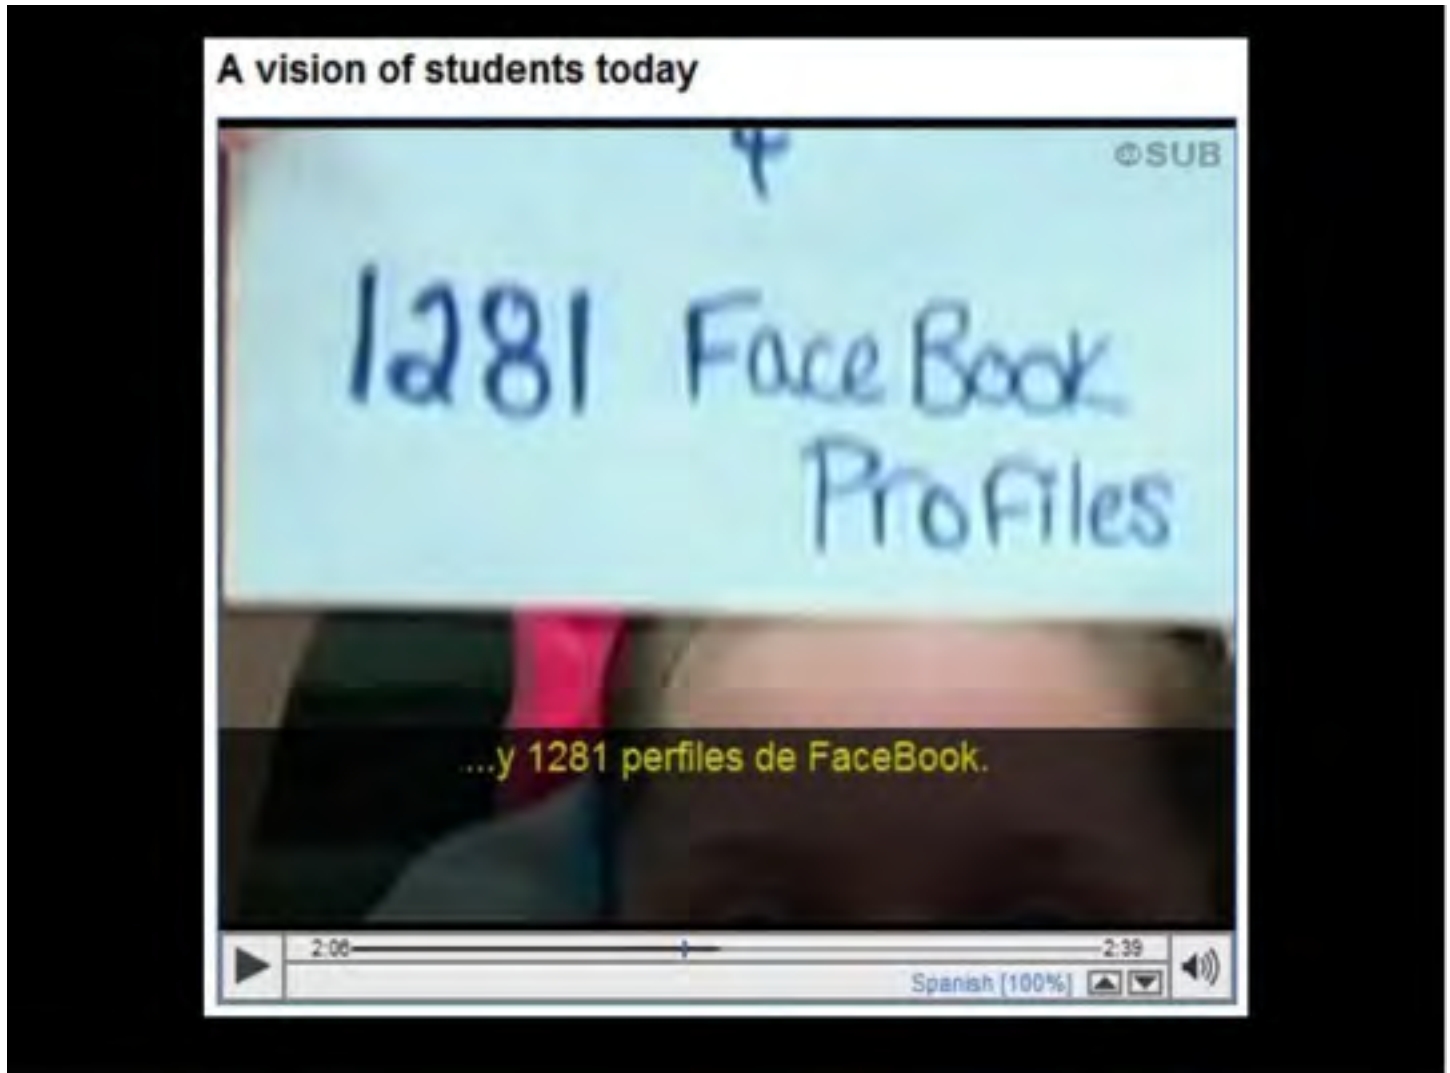 A vision of students today
SUB
1281 FaceBook
Profiles
....y 1281 perfiles de FaceBook.
2:06
2:39
Spanish [100%]